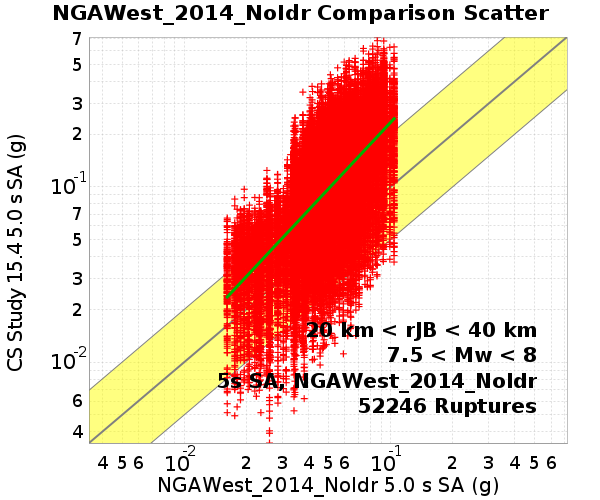 NGAWest_2014_NoIdr Comparison Scatter
7
5
3
2
10-1
7
5
3
2
10-2
6
4
CS Study 15.4 5.0 s SA (g)
20 km < rJB < 40 km
7.5 < Mw < 8
5s SA, NGAWest_2014_NoIdr
52246 Ruptures
4 5 6 10-2 2 3 4 5 6 10-1 2 3 4 5 6
NGAWest_2014_NoIdr 5.0 s SA (g)